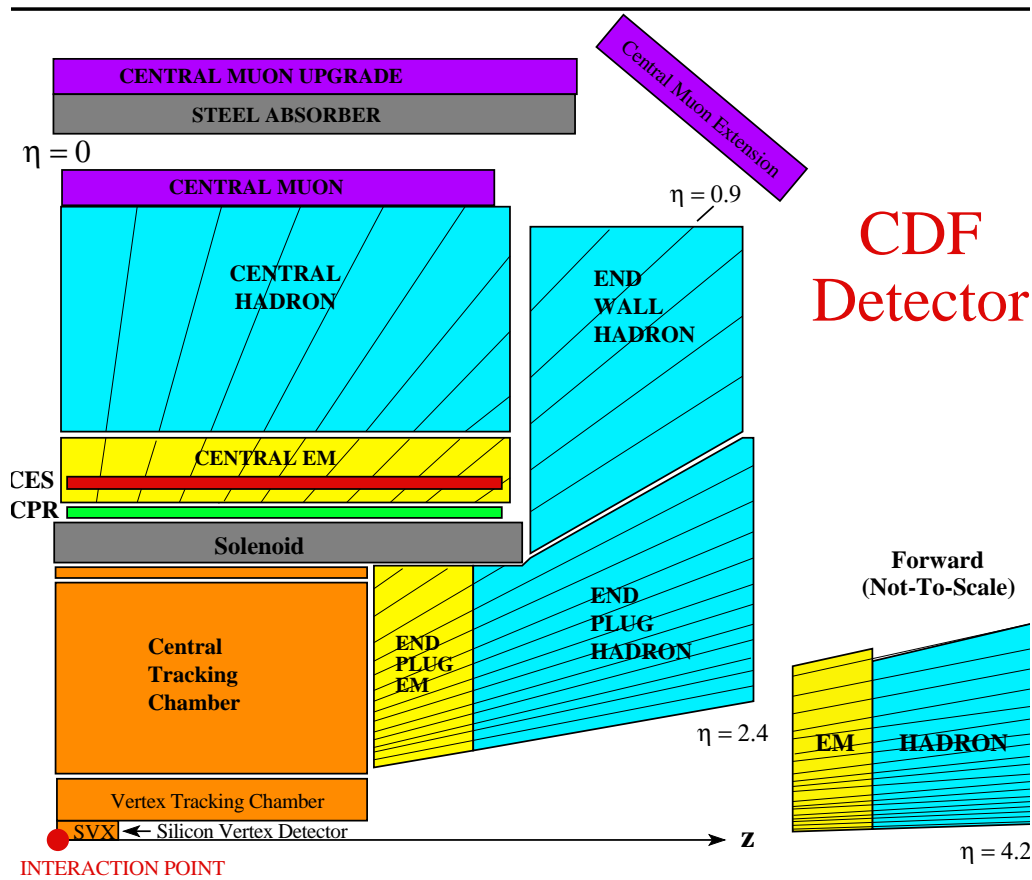 CENTRAL MUON UPGRADE
STEEL ABSORBER
Central Muon Extension
η = 0
CENTRAL MUON
η = 0.9
CDF
Detector
CENTRAL
HADRON
END
WALL
HADRON
CENTRAL EM
CES
CPR
Solenoid
Forward
(Not-To-Scale)
Central
Tracking
Chamber
END
PLUG
EM
END
PLUG
HADRON
η = 2.4
EM
HADRON
Vertex Tracking Chamber
SVX
Silicon Vertex Detector
z
η = 4.2
INTERACTION POINT